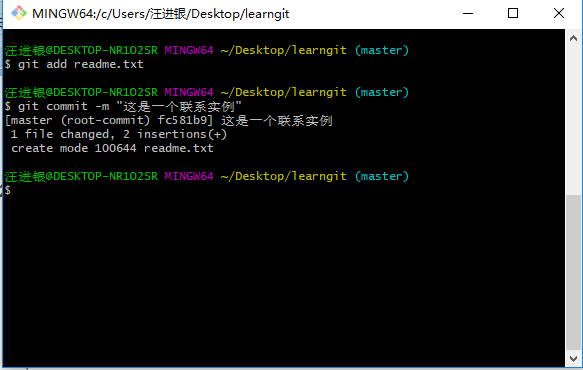 MINGW64:/c/Users/汪进银/Desktop/learngit
汪进银@DESKTOP-NR1O2SR MINGW64 ~/Desktop/learngit (master)
$ git add readme.txt
汪进银@DESKTOP-NR1O2SR MINGW64 ~/Desktop/learngit (master)
$ git commit -m "这是一个联系实例"
[master (root-commit) fc581b9] 这是一个联系实例
 1 file changed, 2 insertions(+)
 create mode 100644 readme.txt
汪进银@DESKTOP-NR1O2SR MINGW64 ~/Desktop/learngit (master)
$